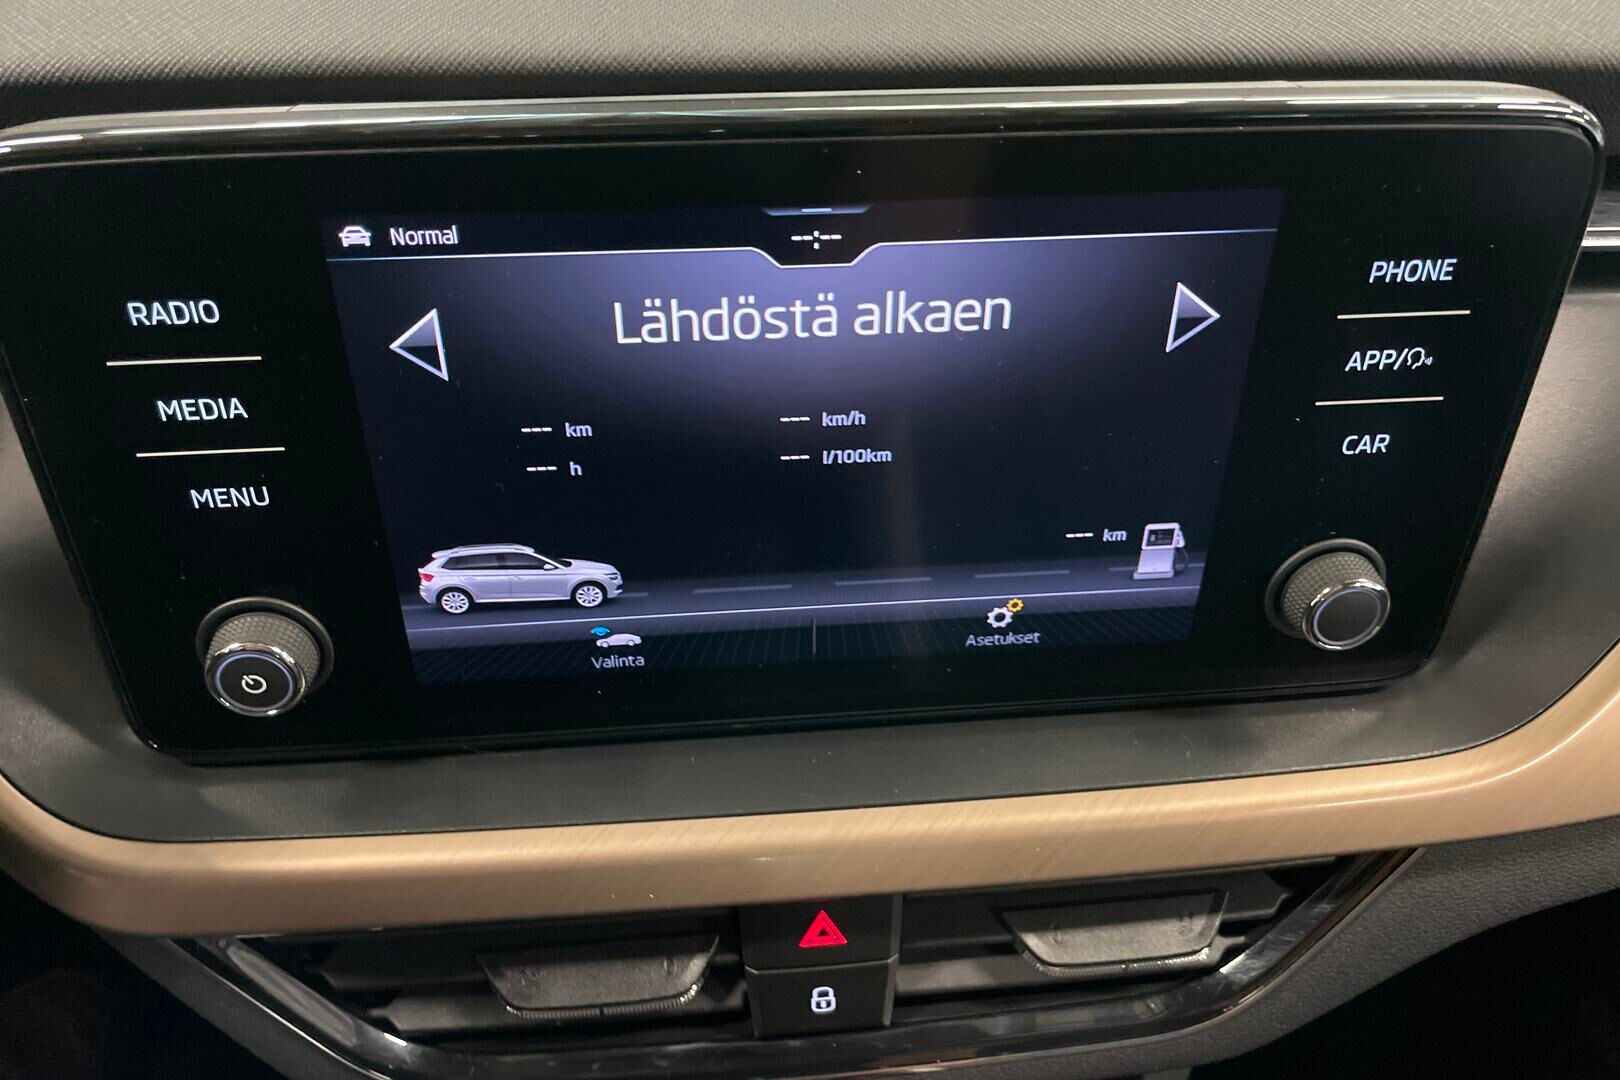 Normal
--:--
RADIO
MEDIA
MENU
Lähdöstä alkaen
--- km
--- km/h
--- h
--- l/100km
--- km
Valinta
Asetukset
PHONE
APP/
CAR